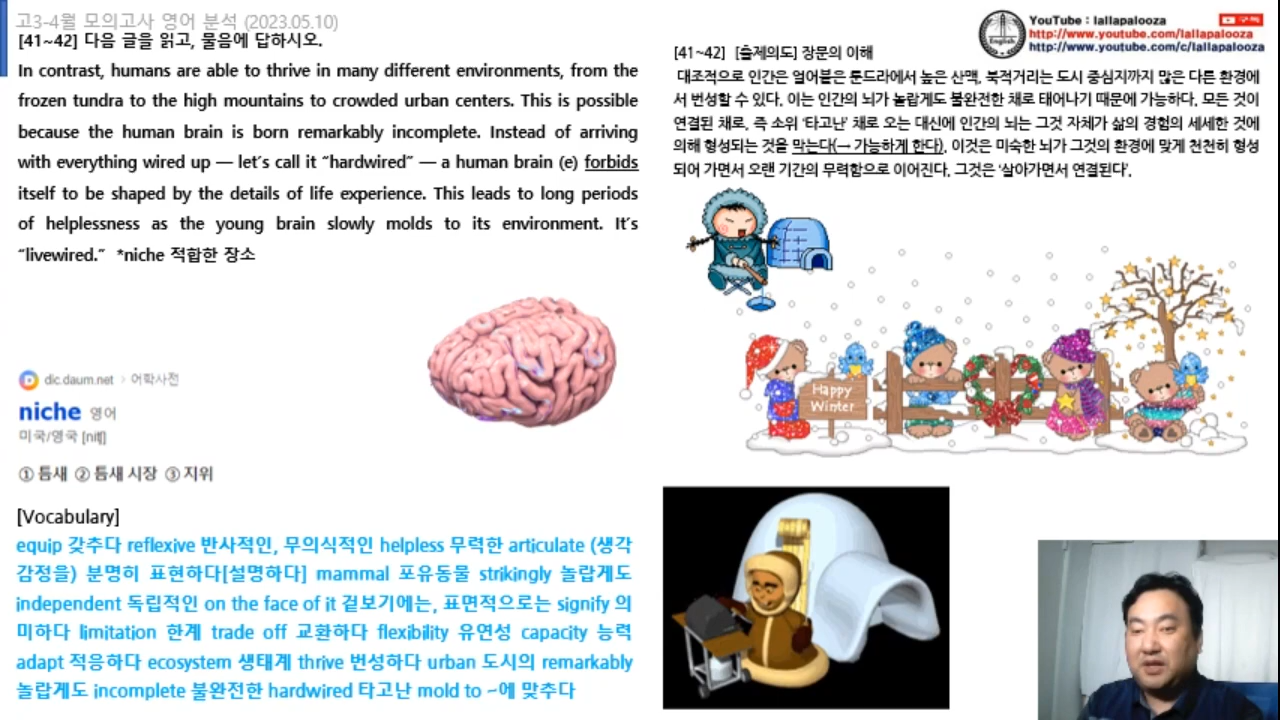 고3-4월 모의고사 영어 분석 (2023.05.10)
[41~42] 다음 글을 읽고, 물음에 답하시오.
In contrast, humans are able to thrive in many different environments, from the
frozen tundra to the high mountains to crowded urban centers. This is possible
because the human brain is born remarkably incomplete. Instead of arriving
with everything wired up — let's call it "hardwired" — a human brain (e) forbids
itself to be shaped by the details of life experience. This leads to long periods
of helplessness as the young brain slowly molds to its environment. It's
"livewired." *niche 적합한 장소
dic.daum.net > 어학사전
niche 영어
미국/영국 [nitʃ]
① 틈새 ② 틈새 시장 ③ 지위
[Vocabulary]
equip 갖추다 reflexive 반사적인, 무의식적인 helpless 무력한 articulate (생각
감정을) 분명히 표현하다[설명하다] mammal 포유동물 strikingly 놀랍게도
independent 독립적인 on the face of it 겉보기에는, 표면적으로는 signify 의
미하다 limitation 한계 trade off 교환하다 flexibility 유연성 capacity 능력
adapt 적응하다 ecosystem 생태계 thrive 번성하다 urban 도시의 remarkably
놀랍게도 incomplete 불완전한 hardwired 타고난 mold to ~에 맞추다
YouTube : lallapalooza
구독
http://www.youtube.com/lallapalooza
http://www.youtube.com/c/lallapalooza
English
[41~42] [출제의도] 장문의 이해
대조적으로 인간은 얼어붙은 툰드라에서 높은 산맥, 북적거리는 도시 중심지까지 많은 다른 환경에
서 번성할 수 있다. 이는 인간의 뇌가 놀랍게도 불완전한 채로 태어나기 때문에 가능하다. 모든 것이
연결된 채로, 즉 소위 '타고난' 채로 오는 대신에 인간의 뇌는 그것 자체가 삶의 경험의 세세한 것에
의해 형성되는 것을 막는다(→ 가능하게 한다). 이것은 미숙한 뇌가 그것의 환경에 맞게 천천히 형성
되어 가면서 오랜 기간의 무력함으로 이어진다. 그것은 '살아가면서 연결된다'.
Happy
Winter